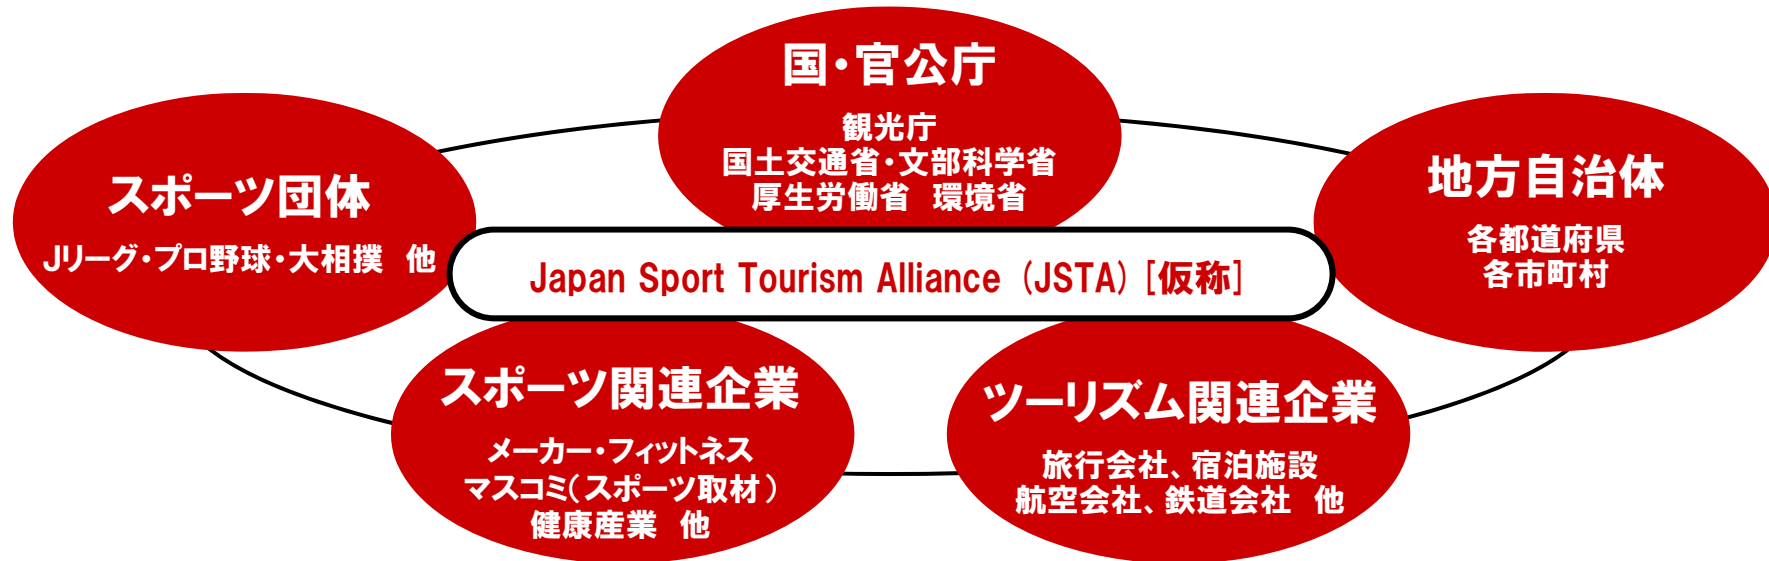 国・官公庁
観光庁
国土交通省・文部科学省
厚生労働省　環境省
スポーツ団体
Jリーグ・プロ野球・大相撲　他
地方自治体
各都道府県
各市町村
Japan Sport Tourism Alliance (JSTA) [仮称]
スポーツ関連企業
メーカー・フィットネス
マスコミ(スポーツ取材)
健康産業　他
ツーリズム関連企業
旅行会社、宿泊施設
航空会社、鉄道会社　他